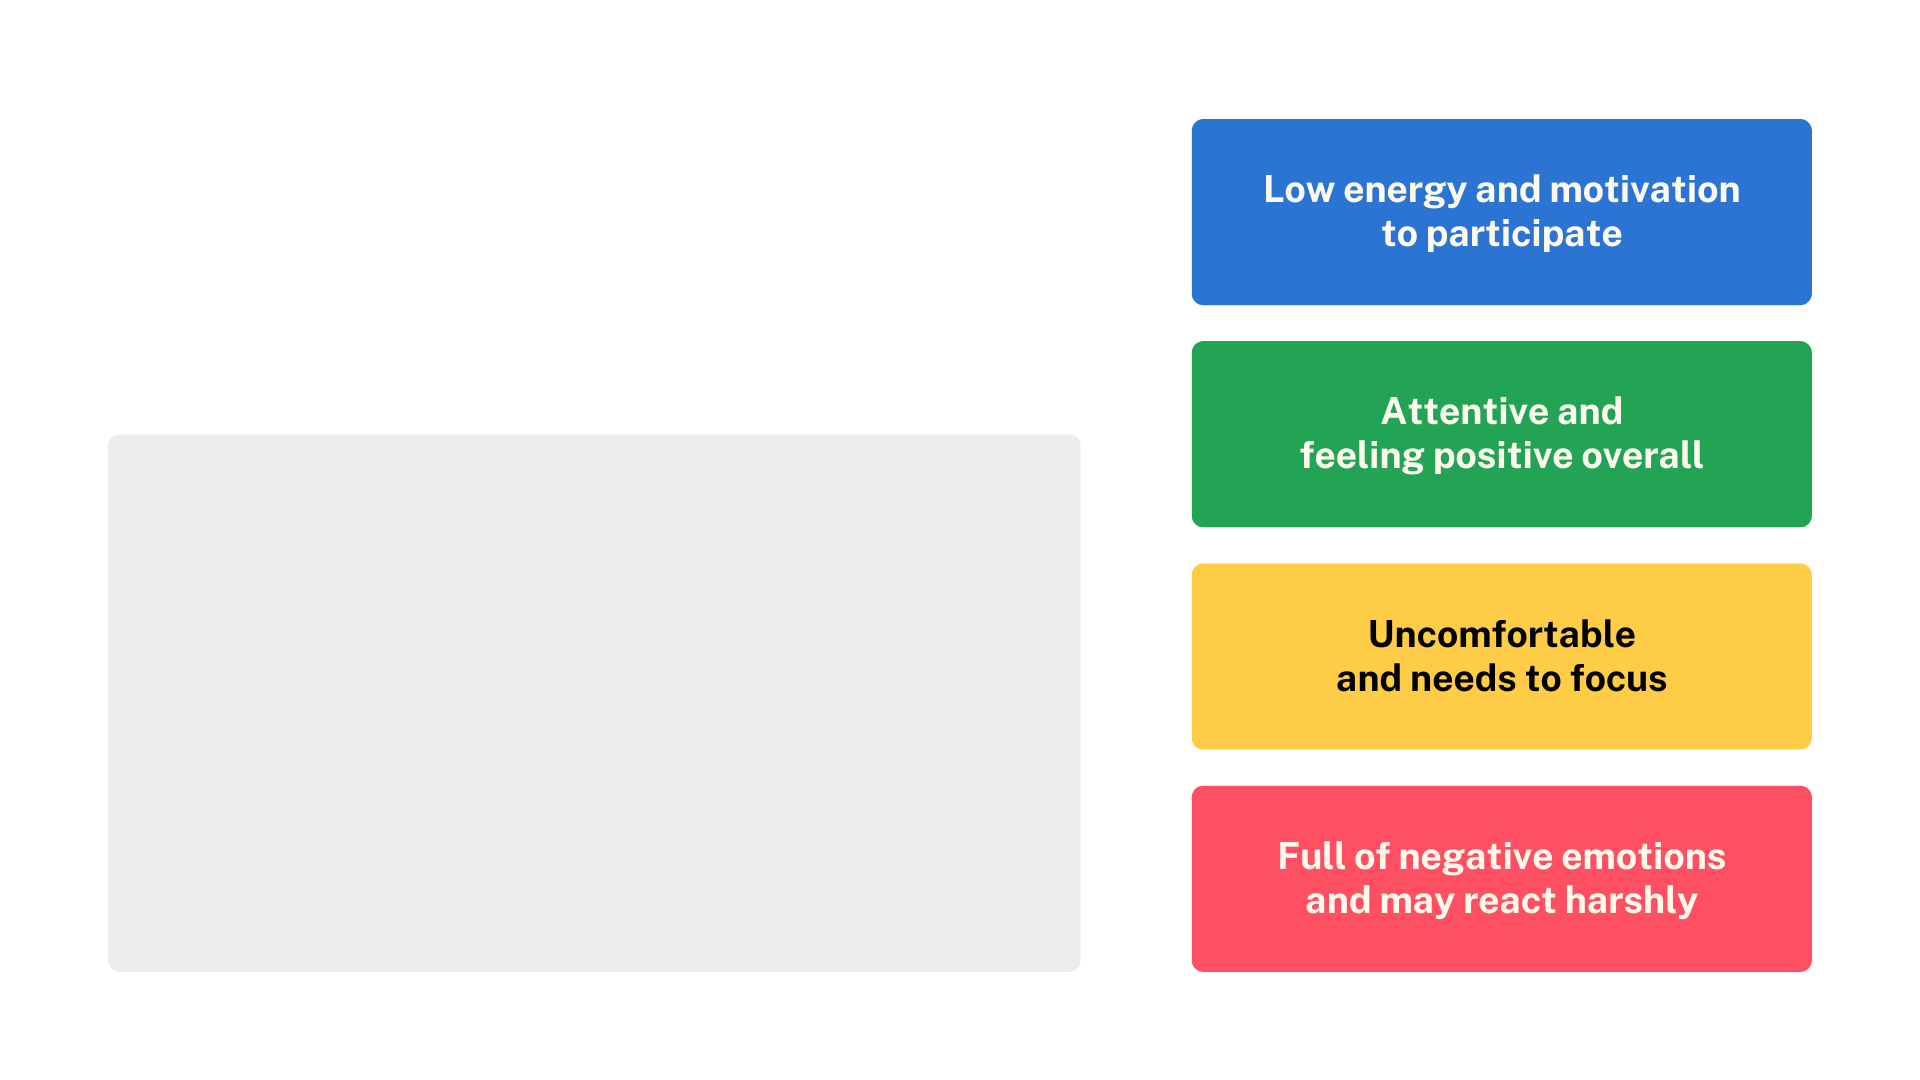 Low energy and motivation
to participate
Attentive and
feeling positive overall
Uncomfortable
and needs to focus
Full of negative emotions
and may react harshly